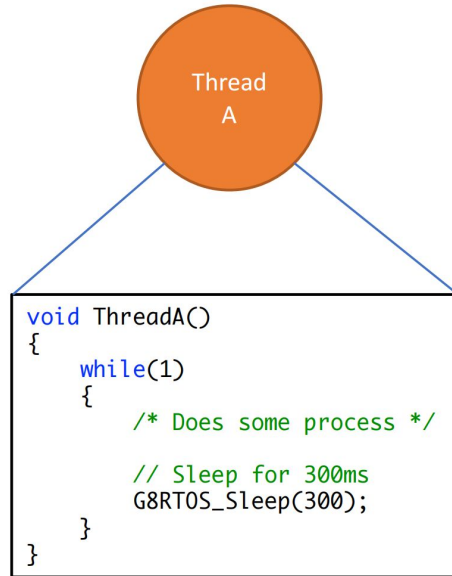 Thread
A
void ThreadA()
{
    while(1)
    {
        /* Does some process */
        // Sleep for 300ms
        G8RTOS_Sleep(300);
    }
}